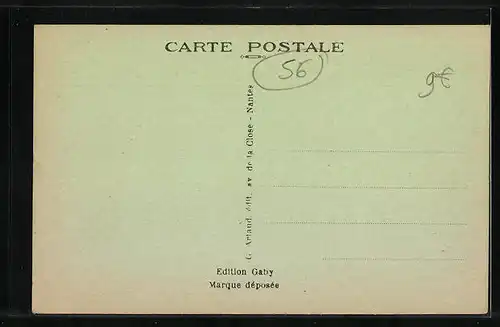 CARTE POSTALE
56
9€
G. Artaud, édit., av. de la Close - Nantes
Edition Gaby
Marque déposée